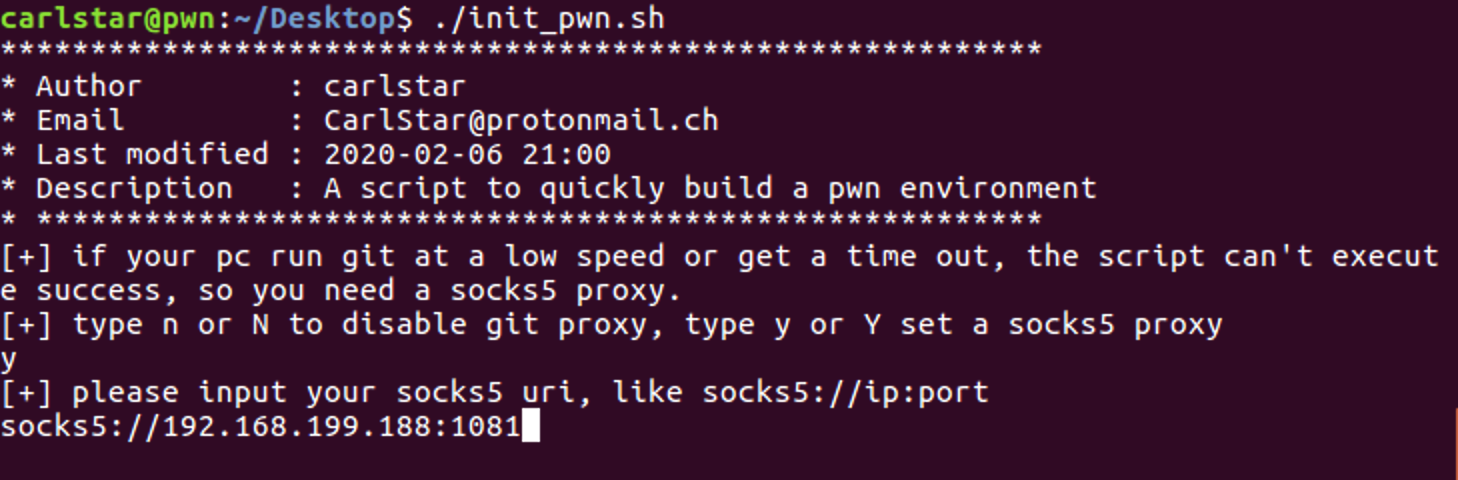 carlstar@pwn:~/Desktop$ ./init_pwn.sh
**********************************************************
* Author        : carlstar
* Email         : CarlStar@protonmail.ch
* Last modified : 2020-02-06 21:00
* Description   : A script to quickly build a pwn environment
* ********************************************************
[+] if your pc run git at a low speed or get a time out, the script can't execut
e success, so you need a socks5 proxy.
[+] type n or N to disable git proxy, type y or Y set a socks5 proxy
y
[+] please input your socks5 uri, like socks5://ip:port
socks5://192.168.199.188:1081